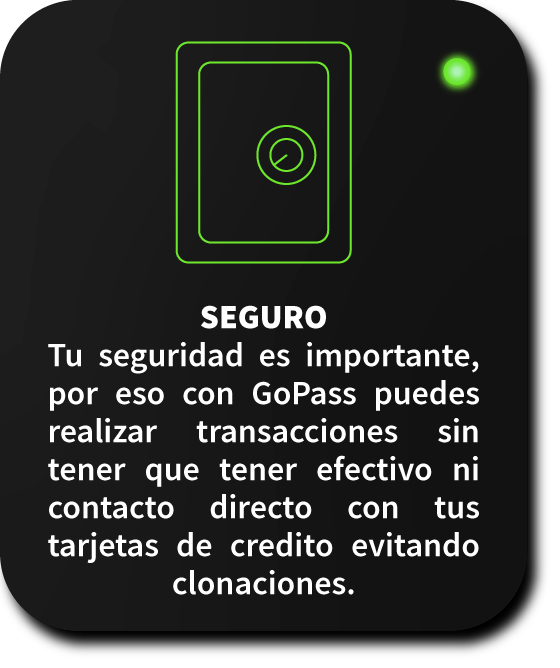 SEGURO
Tu seguridad es importante,
por eso con GoPass puedes
realizar transacciones sin
tener que tener efectivo ni
contacto directo con tus
tarjetas de credito evitando
clonaciones.